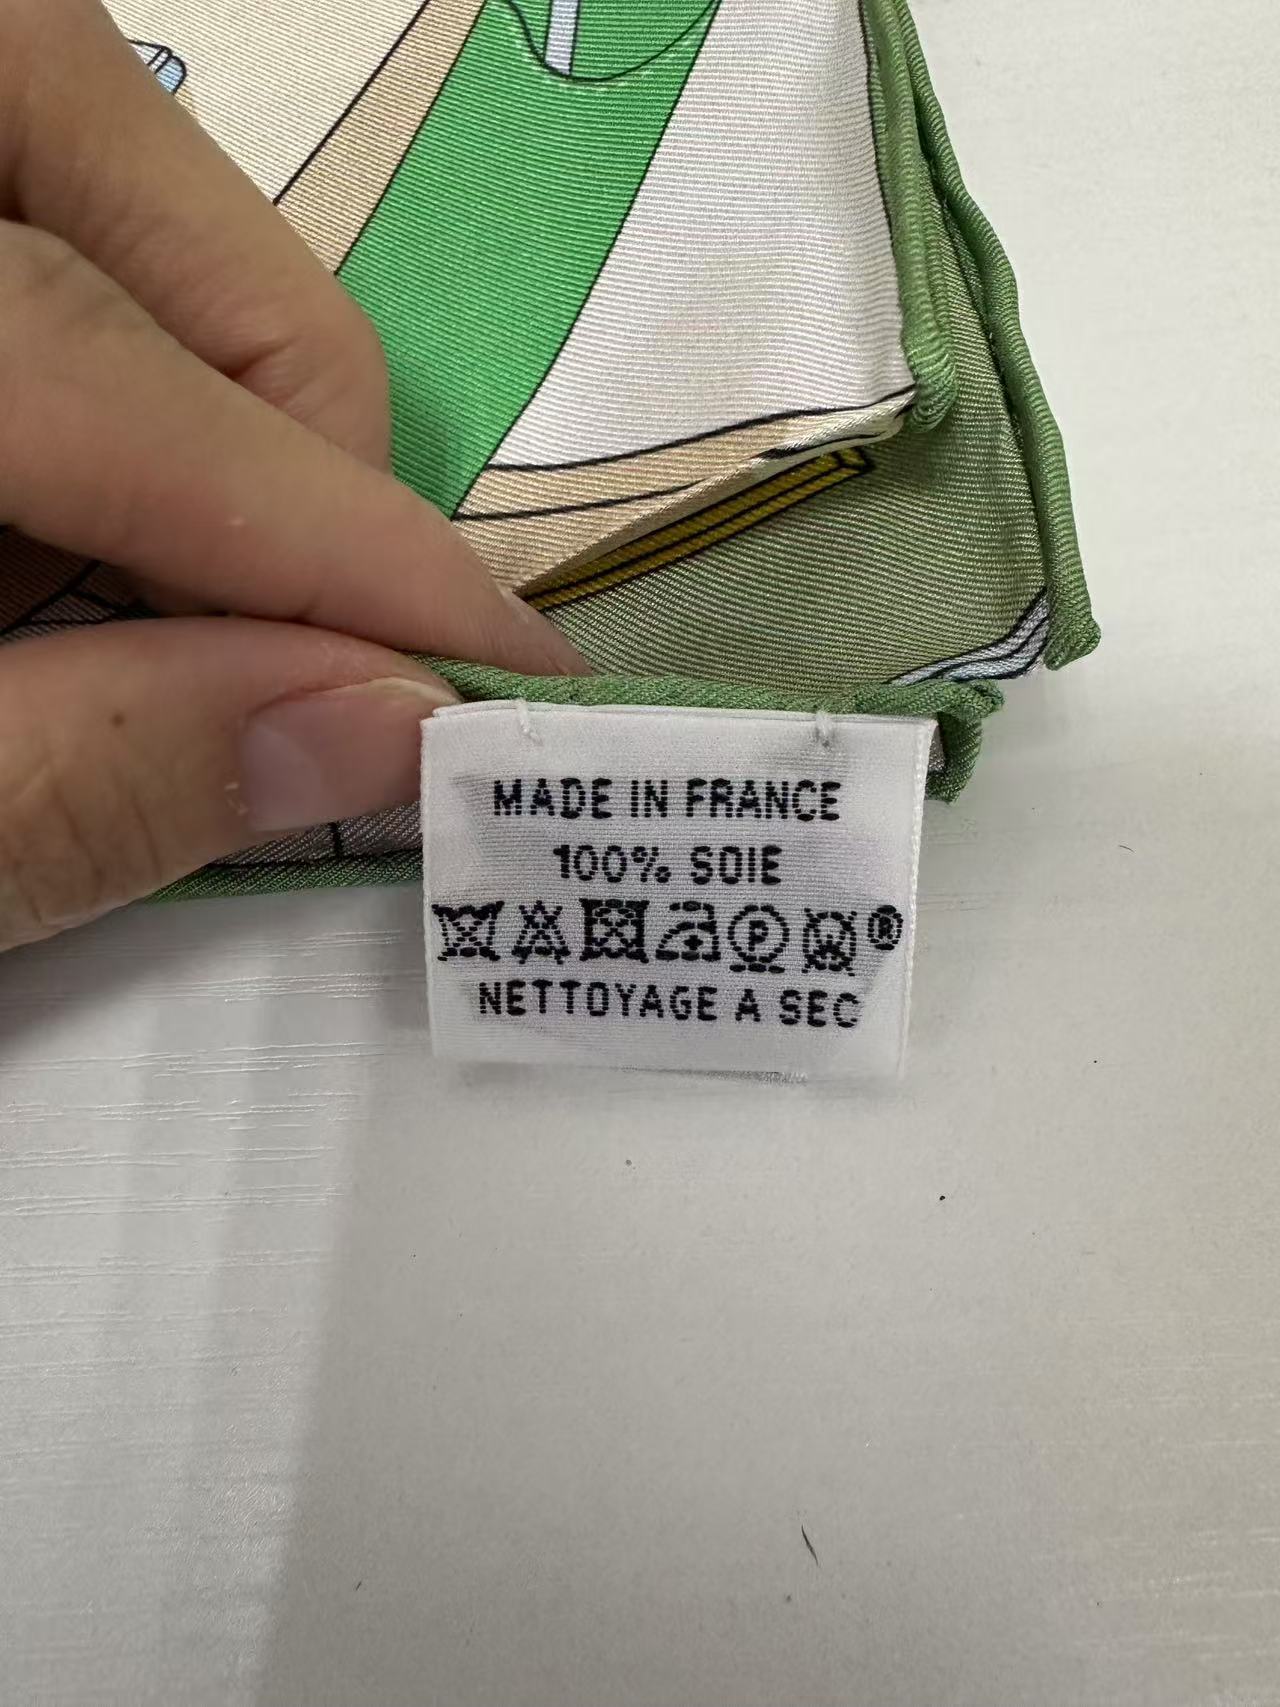 MADE IN FRANCE
100% SOIE
P ®
NETTOYAGE A SEC